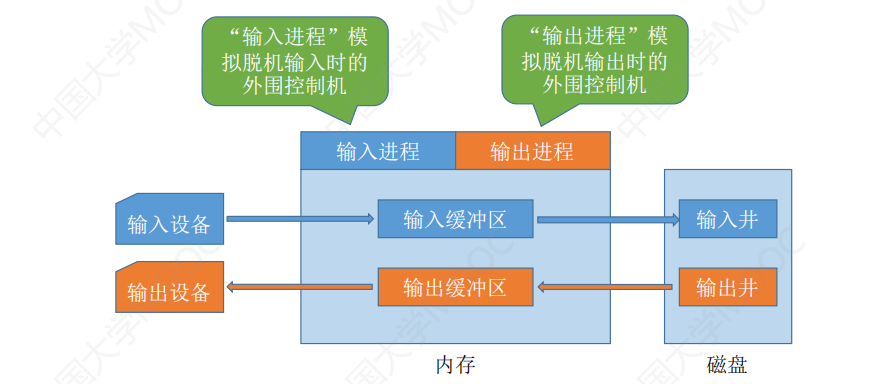 “输入进程”模
拟脱机输入时的
外围控制机
“输出进程”模
拟脱机输出时的
外围控制机
输入进程
输出进程
输入设备
输入缓冲区
输入井
输出设备
输出缓冲区
输出井
内存
磁盘
中国大学MOOC